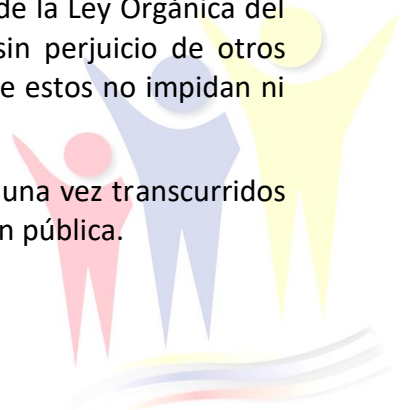 de la Ley Orgánica del
sin perjuicio de otros
e estos no impidan ni
una vez transcurridos
n pública.